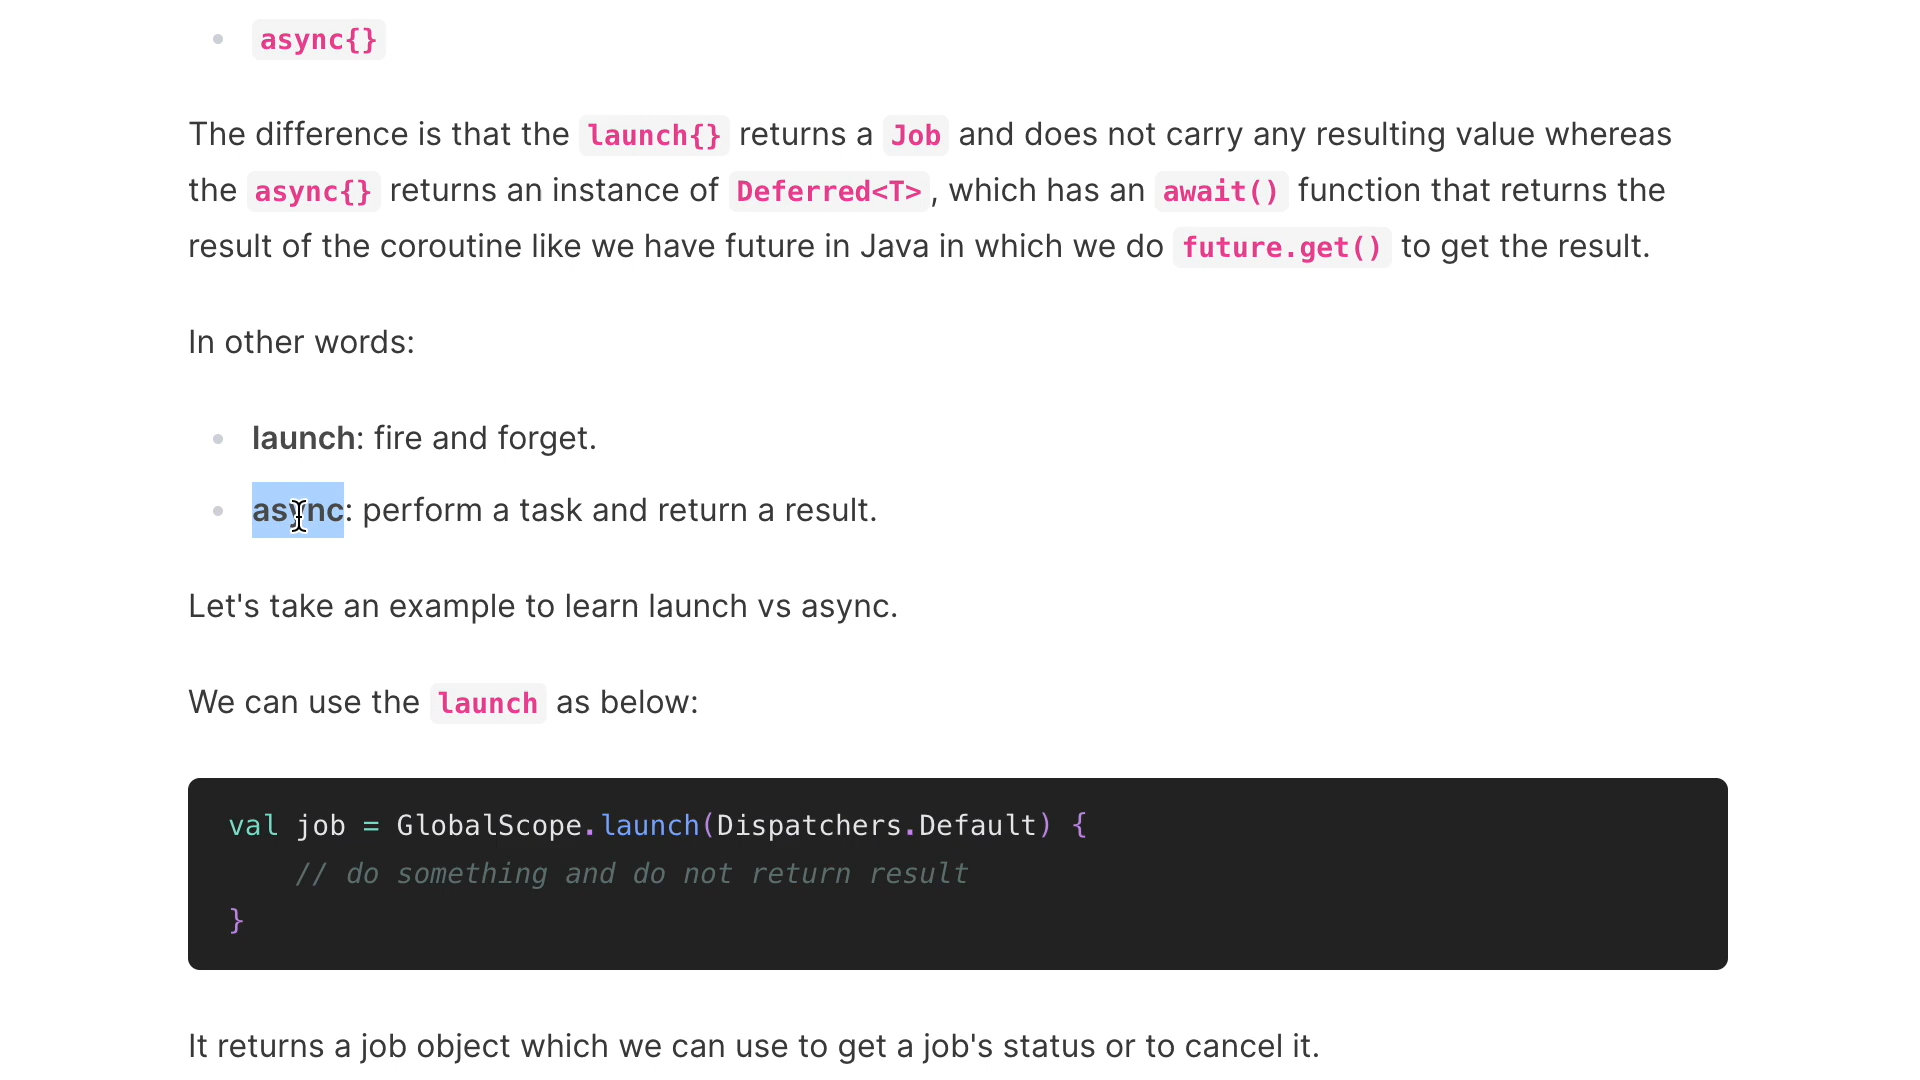 async{}
The difference is that the launch{} returns a Job and does not carry any resulting value whereas
the async{} returns an instance of Deferred<T>, which has an await() function that returns the
result of the coroutine like we have future in Java in which we do future.get() to get the result.
In other words:
launch: fire and forget.
async: perform a task and return a result.
Let's take an example to learn launch vs async.
We can use the launch as below:
val job = GlobalScope.launch(Dispatchers.Default) {
    // do something and do not return result
}
It returns a job object which we can use to get a job's status or to cancel it.